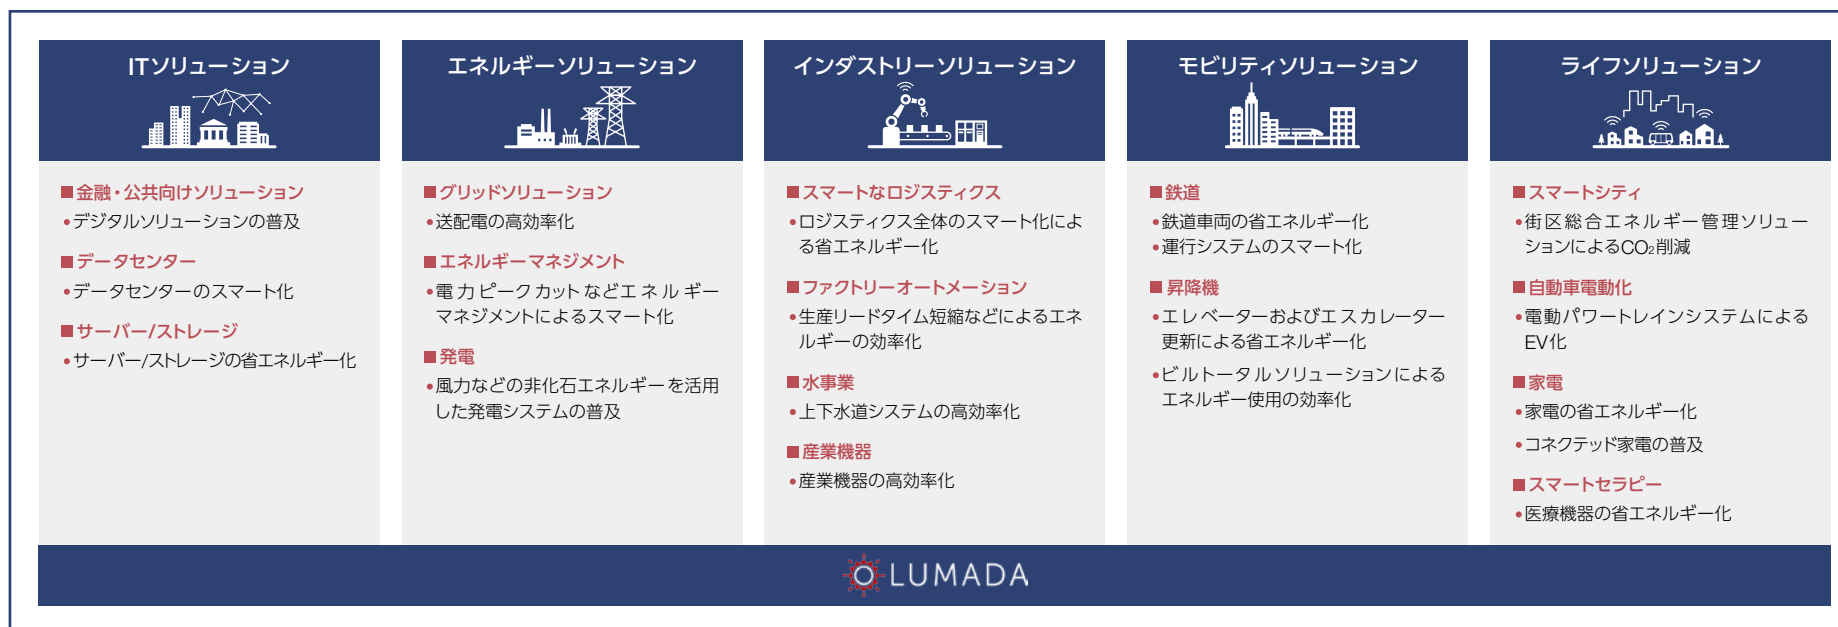 ITソリューション
■金融・公共向けソリューション
•デジタルソリューションの普及
■データセンター
•データセンターのスマート化
■サーバー/ストレージ
•サーバー/ストレージの省エネルギー化
エネルギーソリューション
■グリッドソリューション
•送配電の高効率化
■エネルギーマネジメント
•電力ピークカットなどエネルギー
マネジメントによるスマート化
■発電
•風力などの非化石エネルギーを活用
した発電システムの普及
インダストリーソリューション
■スマートなロジスティクス
•ロジスティクス全体のスマート化によ
る省エネルギー化
■ファクトリーオートメーション
•生産リードタイム短縮などによるエネ
ルギーの効率化
■水事業
•上下水道システムの高効率化
■産業機器
•産業機器の高効率化
モビリティソリューション
■鉄道
•鉄道車両の省エネルギー化
•運行システムのスマート化
■昇降機
•エレベーターおよびエスカレーター
更新による省エネルギー化
•ビルトータルソリューションによる
エネルギー使用の効率化
ライフソリューション
■スマートシティ
•街区総合エネルギー管理ソリュー
ションによるCO₂削減
■自動車電動化
•電動パワートレインシステムによる
EV化
■家電
•家電の省エネルギー化
•コネクテッド家電の普及
■スマートセラピー
•医療機器の省エネルギー化
LUMADA